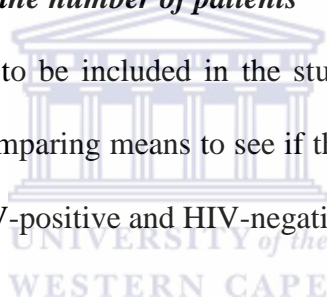 the number of patients
to be included in the stu
mparing means to see if th
V-positive and HIV-negati
UNIVERSITY of the
WESTERN CAPE